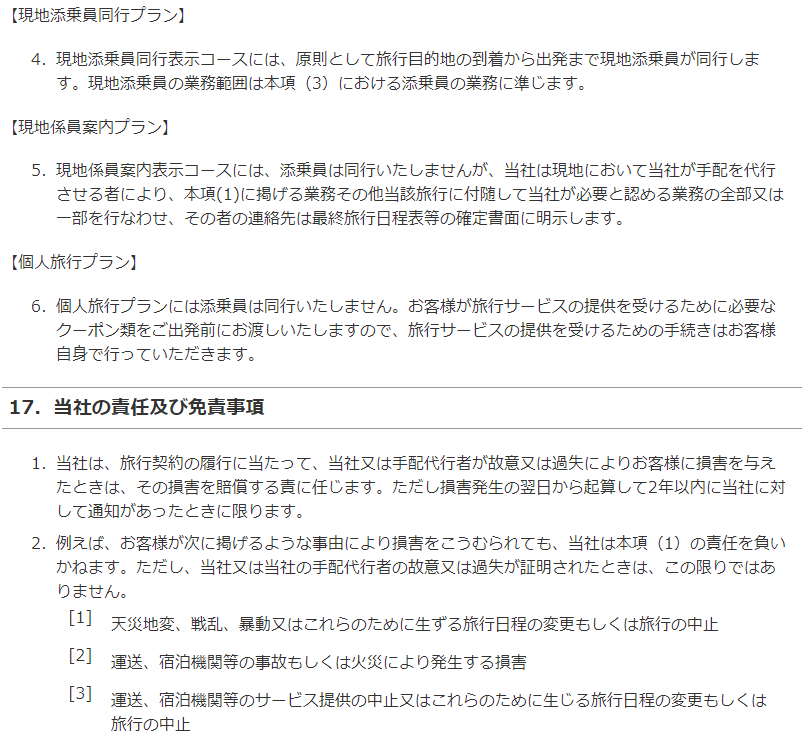 【現地添乗員同行プラン】
4. 現地添乗員同行表示コースには、原則として旅行目的地の到着から出発まで現地添乗員が同行しま
す。現地添乗員の業務範囲は本項（3）における添乗員の業務に準じます。
【現地係員案内プラン】
5. 現地係員案内表示コースには、添乗員は同行いたしませんが、当社は現地において当社が手配を代行
させる者により、本項(1)に掲げる業務その他当該旅行に付随して当社が必要と認める業務の全部又は
一部を行なわせ、その者の連絡先は最終旅行日程表等の確定書面に明示します。
【個人旅行プラン】
6. 個人旅行プランには添乗員は同行いたしません。お客様が旅行サービスの提供を受けるために必要な
クーポン類をご出発前にお渡しいたしますので、旅行サービスの提供を受けるための手続きはお客様
自身で行っていただきます。
17．当社の責任及び免責事項
1. 当社は、旅行契約の履行に当たって、当社又は手配代行者が故意又は過失によりお客様に損害を与え
たときは、その損害を賠償する責に任じます。ただし損害発生の翌日から起算して2年以内に当社に対
して通知があったときに限ります。
2. 例えば、お客様が次に掲げるような事由により損害をこうむられても、当社は本項（1）の責任を負い
かねます。ただし、当社又は当社の手配代行者の故意又は過失が証明されたときは、この限りではあ
りません。
[1] 天災地変、戦乱、暴動又はこれらのために生ずる旅行日程の変更もしくは旅行の中止
[2] 運送、宿泊機関等の事故もしくは火災により発生する損害
[3] 運送、宿泊機関等のサービス提供の中止又はこれらのために生じる旅行日程の変更もしくは
旅行の中止